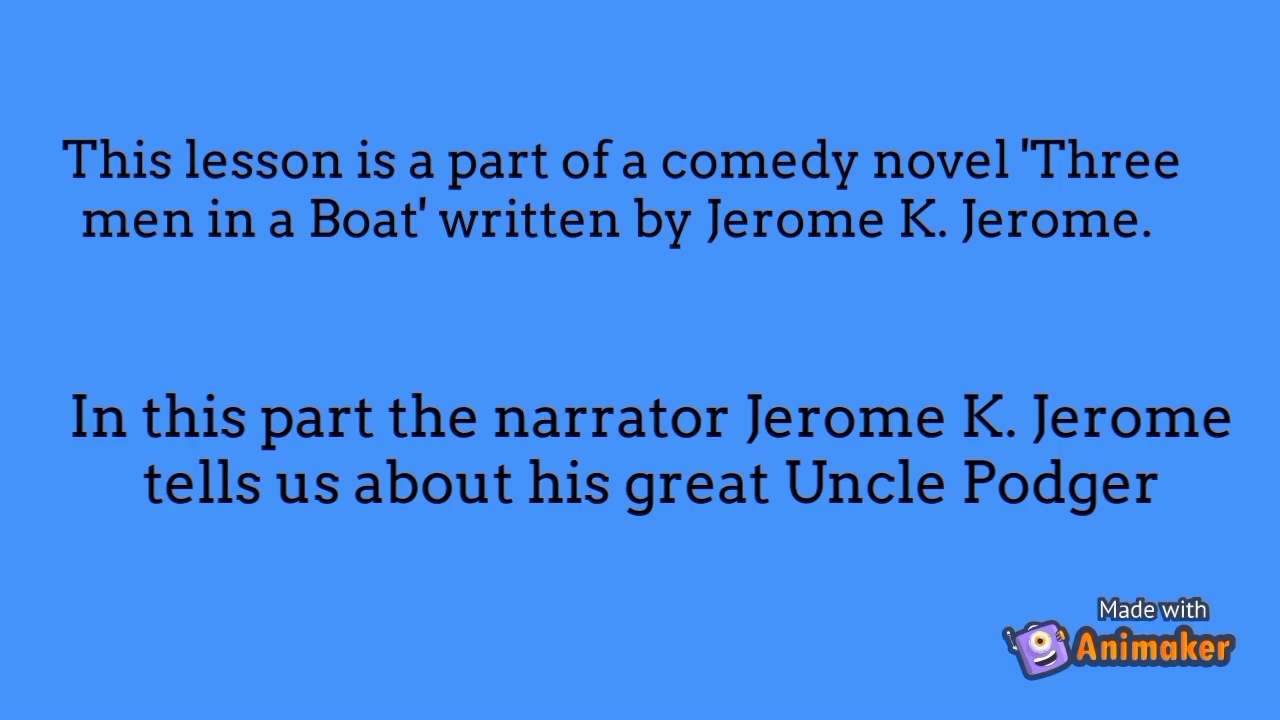 This lesson is a part of a comedy novel 'Three
men in a Boat' written by Jerome K. Jerome.
In this part the narrator Jerome K. Jerome
tells us about his great Uncle Podger
Made with
Animaker